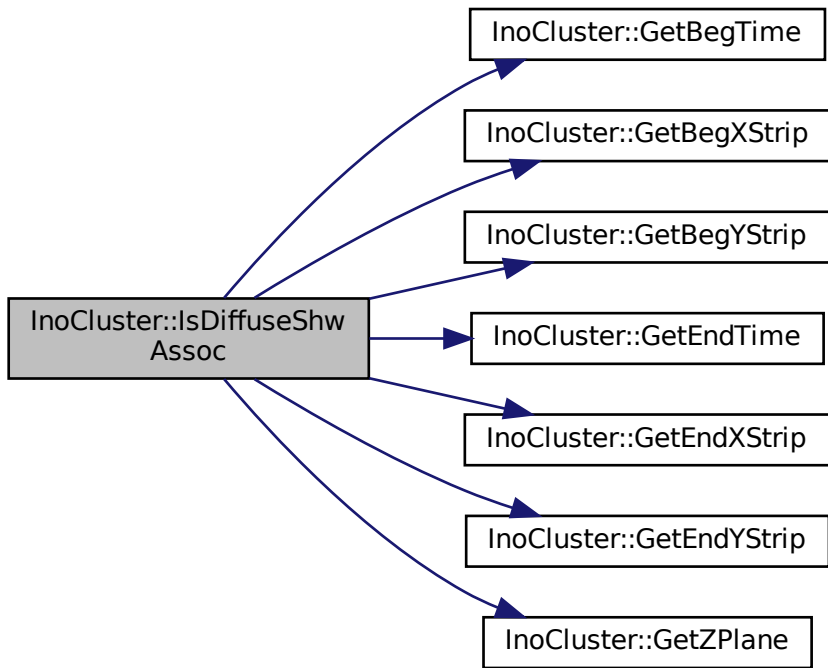 InoCluster::GetBegTime
InoCluster::GetBegXStrip
InoCluster::GetBegYStrip
InoCluster::IsDiffuseShw
Assoc
InoCluster::GetEndTime
InoCluster::GetEndXStrip
InoCluster::GetEndYStrip
InoCluster::GetZPlane